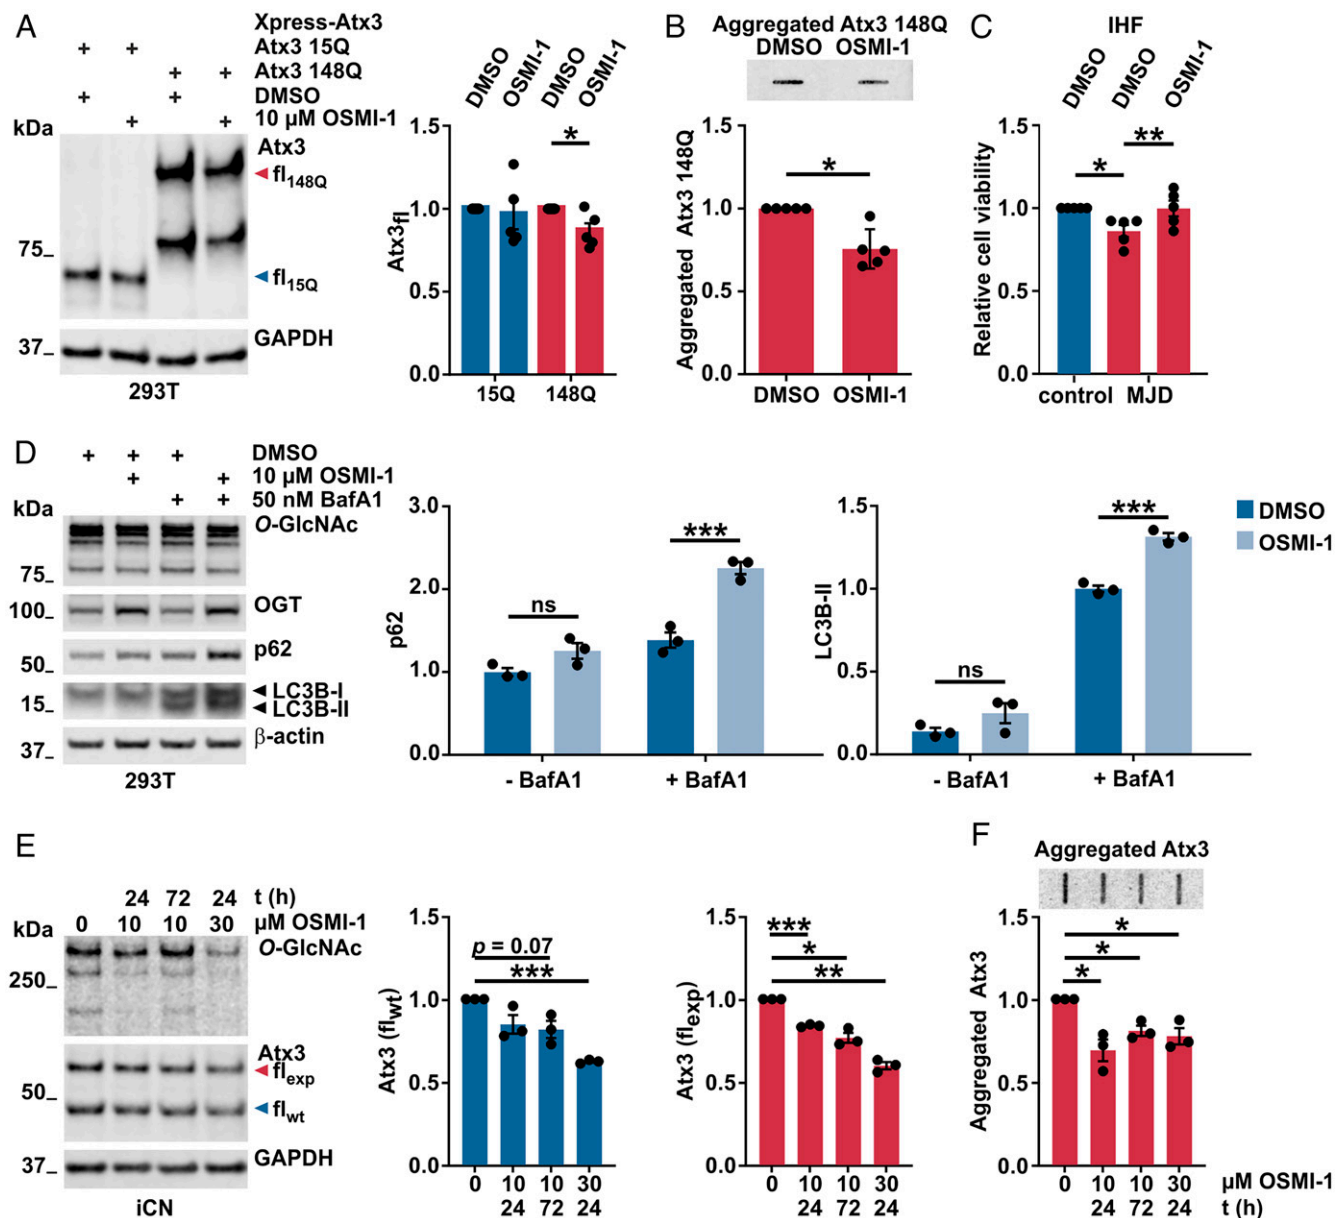 A
Xpress-Atx3
+ + Atx3 15Q
+ + Atx3 148Q
+ + DMSO
+ + 10 µM OSMI-1
kDa
Atx3
fl148Q
75
fl15Q
GAPDH
37
293T
DMSO OSMI-1 DMSO OSMI-1
*
Atx3fl
1.5
1.0
0.5
0.0
15Q 148Q
B
Aggregated Atx3 148Q
DMSO OSMI-1
*
Aggregated Atx3 148Q
1.5
1.0
0.5
0.0
DMSO OSMI-1
C
IHF
DMSO DMSO OSMI-1
* **
Relative cell viability
1.5
1.0
0.5
0.0
control MJD
D
+ + + DMSO
+ + 10 µM OSMI-1
+ + 50 nM BafA1
kDa
O-GlcNAc
75
100
OGT
p62
50
LC3B-I
15
LC3B-II
β-actin
37
293T
p62
3.0
2.0
1.0
0.0
ns ***
- BafA1 + BafA1
LC3B-II
1.5
1.0
0.5
0.0
ns ***
- BafA1 + BafA1
DMSO
OSMI-1
E
24 72 24 t (h)
0 10 10 30 µM OSMI-1
kDa
O-GlcNAc
250
Atx3
flexp
50
flwt
GAPDH
37
iCN
Atx3 (flwt)
1.5
1.0
0.5
0.0
p = 0.07
***
0 10 10 30
24 72 24
Atx3 (flexp)
1.5
1.0
0.5
0.0
***
*
**
0 10 10 30
24 72 24
F
Aggregated Atx3
Aggregated Atx3
1.5
1.0
0.5
0.0
*
*
*
0 10 10 30 µM OSMI-1
24 72 24 t (h)